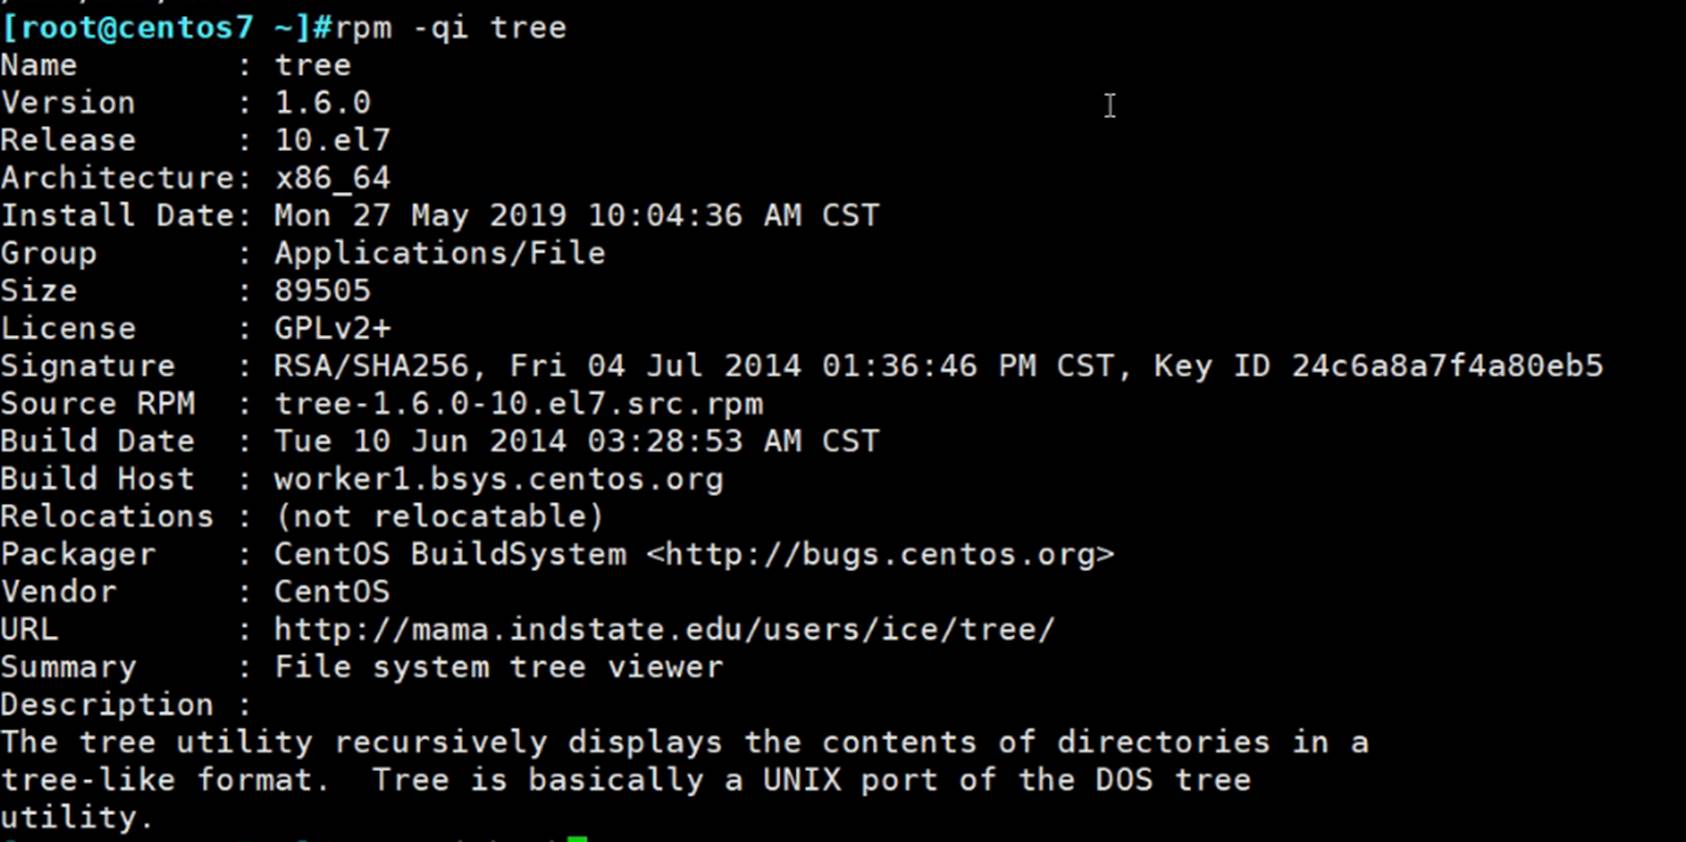 [root@centos7 ~]#rpm -qi tree
Name        : tree
Version     : 1.6.0
Release     : 10.el7
Architecture: x86_64
Install Date: Mon 27 May 2019 10:04:36 AM CST
Group       : Applications/File
Size        : 89505
License     : GPLv2+
Signature   : RSA/SHA256, Fri 04 Jul 2014 01:36:46 PM CST, Key ID 24c6a8a7f4a80eb5
Source RPM  : tree-1.6.0-10.el7.src.rpm
Build Date  : Tue 10 Jun 2014 03:28:53 AM CST
Build Host  : worker1.bsys.centos.org
Relocations : (not relocatable)
Packager    : CentOS BuildSystem <http://bugs.centos.org>
Vendor      : CentOS
URL         : http://mama.indstate.edu/users/ice/tree/
Summary     : File system tree viewer
Description :
The tree utility recursively displays the contents of directories in a
tree-like format.  Tree is basically a UNIX port of the DOS tree
utility.